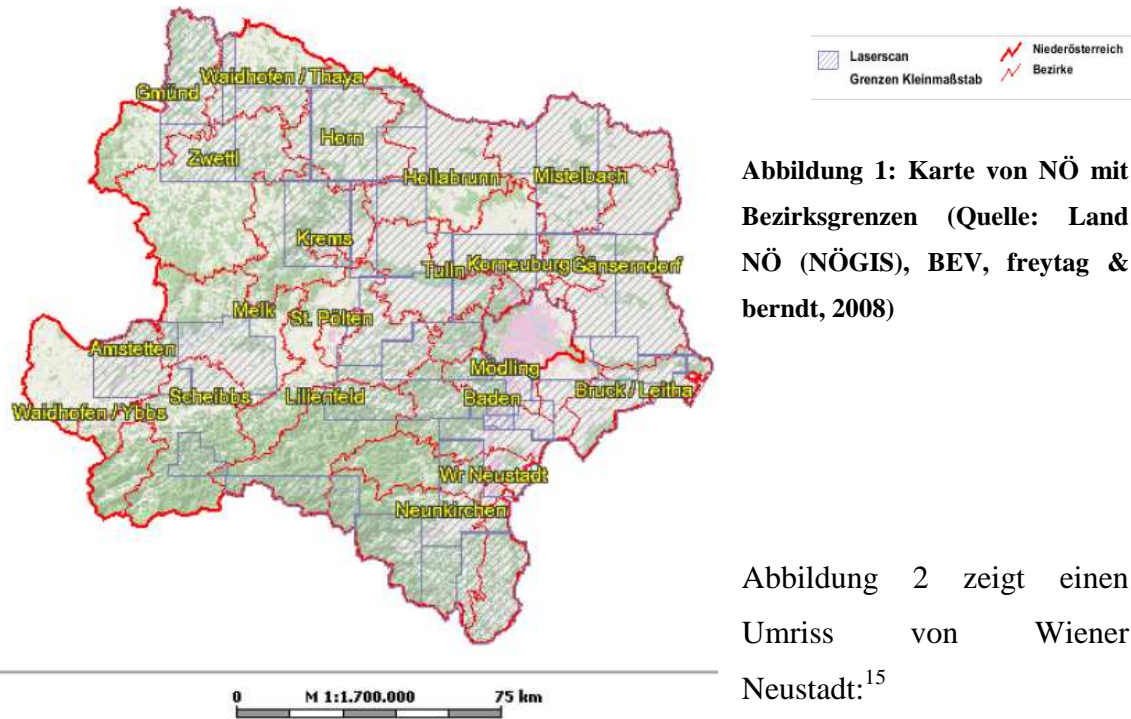 Laserscan
Grenzen Kleinmaßstab
Niederösterreich
Bezirke
Waidhofen / Thaya
Gmünd
Horn
Zwettl
Hollabrunn
Mistelbach
Krems
Tulln
Korneuburg
Gänserndorf
Melk
St. Pölten
Amstetten
Mödling
Scheibbs
Lilienfeld
Baden
Bruck / Leitha
Waidhofen / Ybbs
Wr Neustadt
Neunkirchen
0 M 1:1.700.000 75 km
Abbildung 1: Karte von NÖ mit
Bezirksgrenzen (Quelle: Land
NÖ (NÖGIS), BEV, freytag &
berndt, 2008)
Abbildung 2 zeigt einen
Umriss von Wiener
Neustadt:15